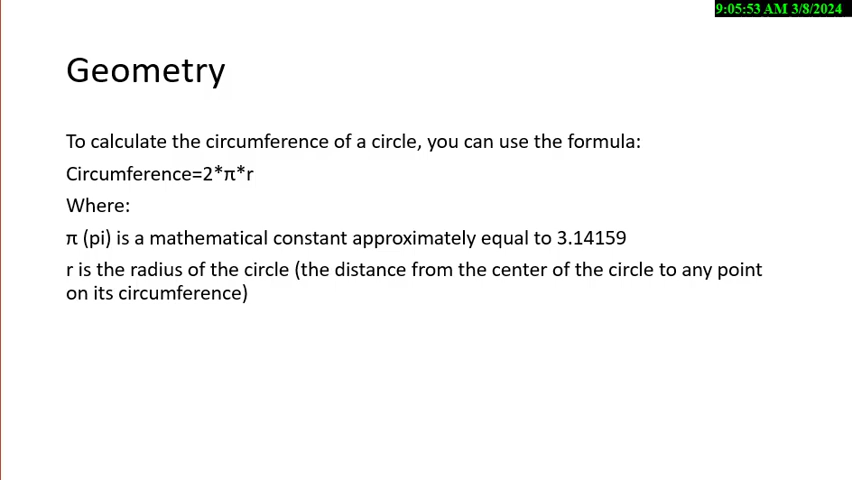 9:05:53 AM 3/8/2024
Geometry
To calculate the circumference of a circle, you can use the formula:
Circumference=2*π*r
Where:
π (pi) is a mathematical constant approximately equal to 3.14159
r is the radius of the circle (the distance from the center of the circle to any point
on its circumference)